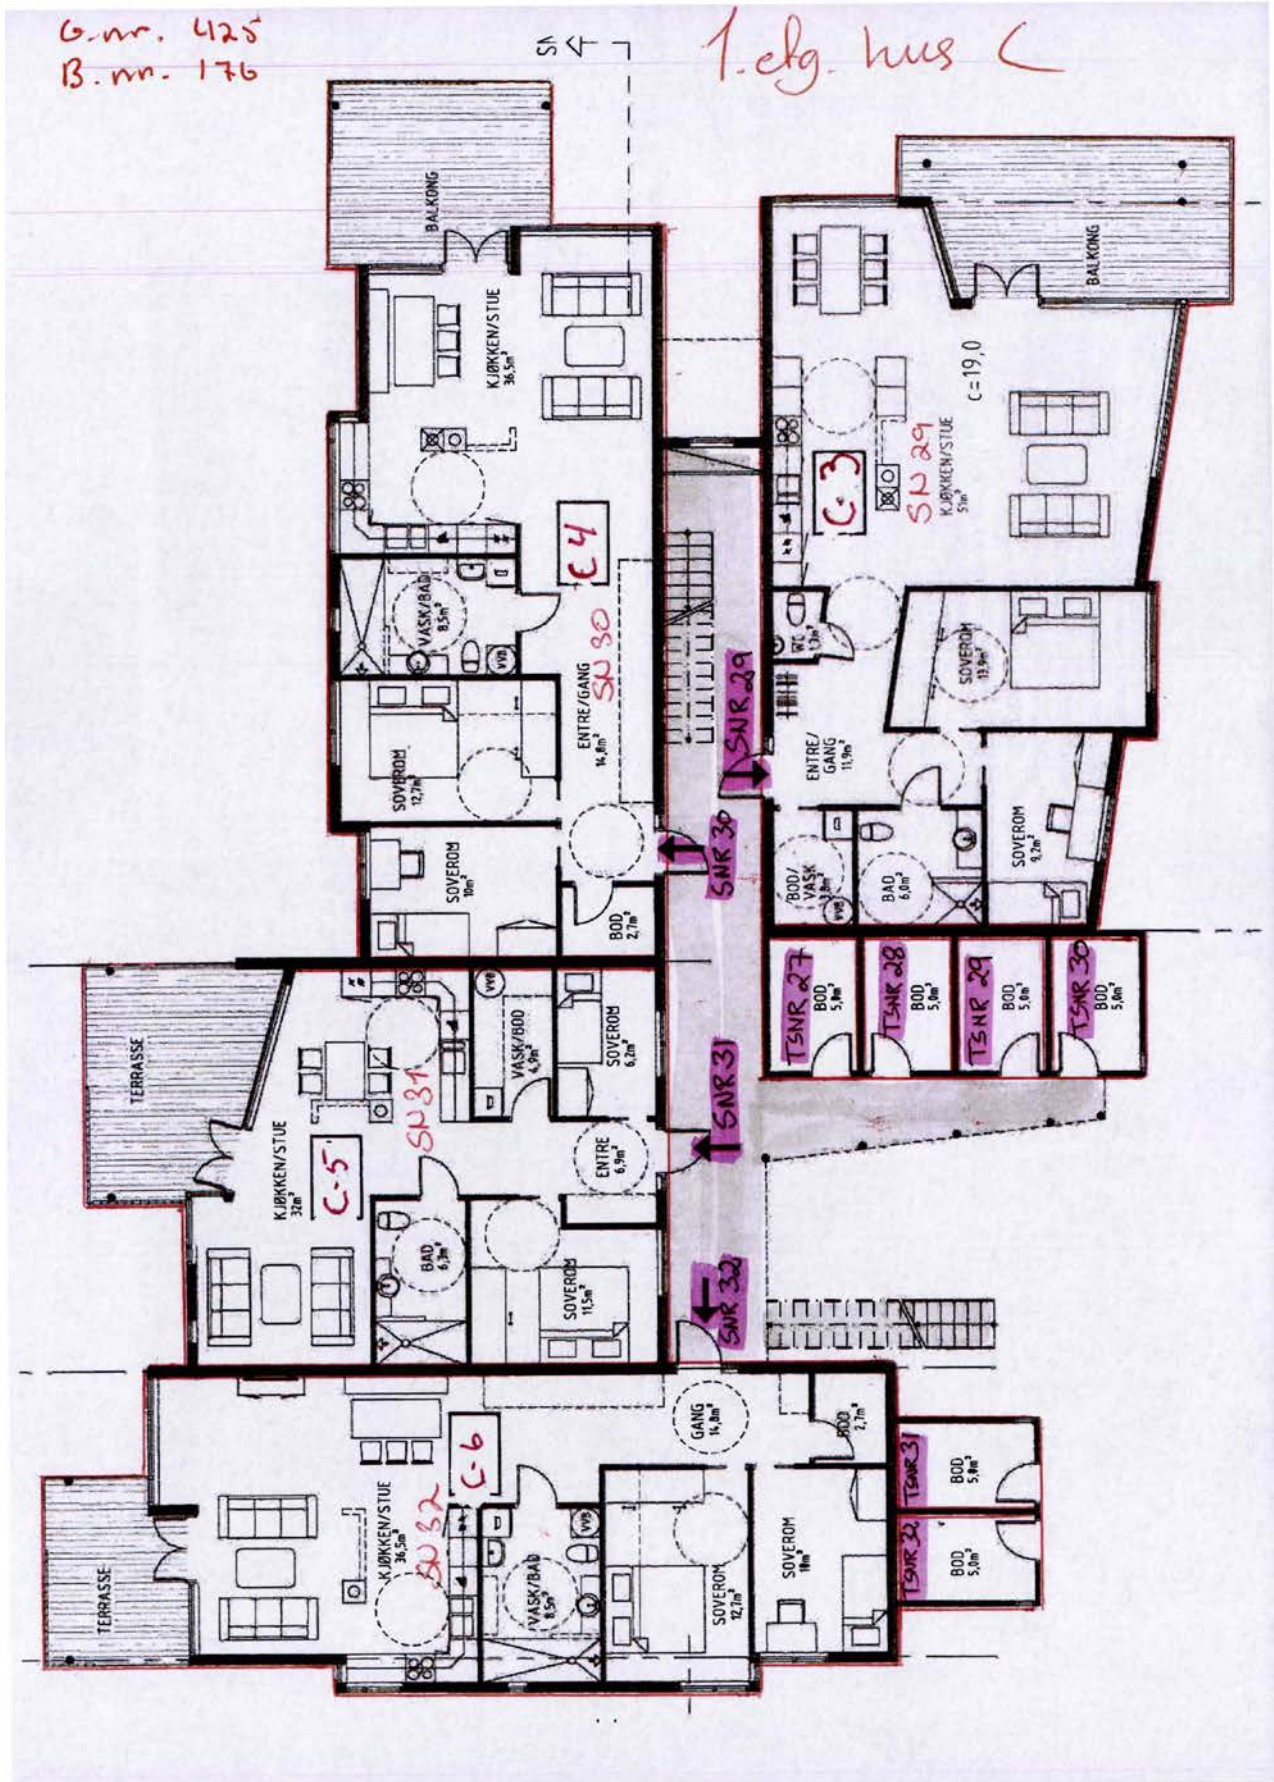 G.nr. 425
B.nr. 176
1.etg. hus C
BALKONG
KJØKKEN/STUE
36,5m²
C 4
SN 30
VASK/BAD
8,5m²
VVB
ENTRE/GANG
14,8m²
SOVEROM
12,7m²
SOVEROM
10m²
BOD
2,7m²
BALKONG
C=19,0
C-3
SN 29
KJØKKEN/STUE
51m²
WC
SOVEROM
13,9m²
ENTRE/
GANG
11,9m²
SOVEROM
9,2m²
BOD/
VASK
3,8m²
VVB
BAD
6,0m²
SNR 29
SNR 30
TSNR 27
BOD
5,0m²
TSNR 28
BOD
5,0m²
TSNR 29
BOD
5,0m²
TSNR 30
BOD
5,0m²
TERRASSE
KJØKKEN/STUE
32m²
C-5
SN 31
VVB
VASK/BOD
4,9m²
SOVEROM
6,2m²
ENTRE
6,9m²
BAD
6,3m²
SOVEROM
11,5m²
SNR 31
SNR 32
TERRASSE
KJØKKEN/STUE
36,5m²
SN 32
C-6
VASK/BAD
8,5m²
VVB
GANG
14,8m²
BOD
2,7m²
SOVEROM
12,7m²
SOVEROM
10m²
TSNR 31
BOD
5,0m²
TSNR 32
BOD
5,0m²